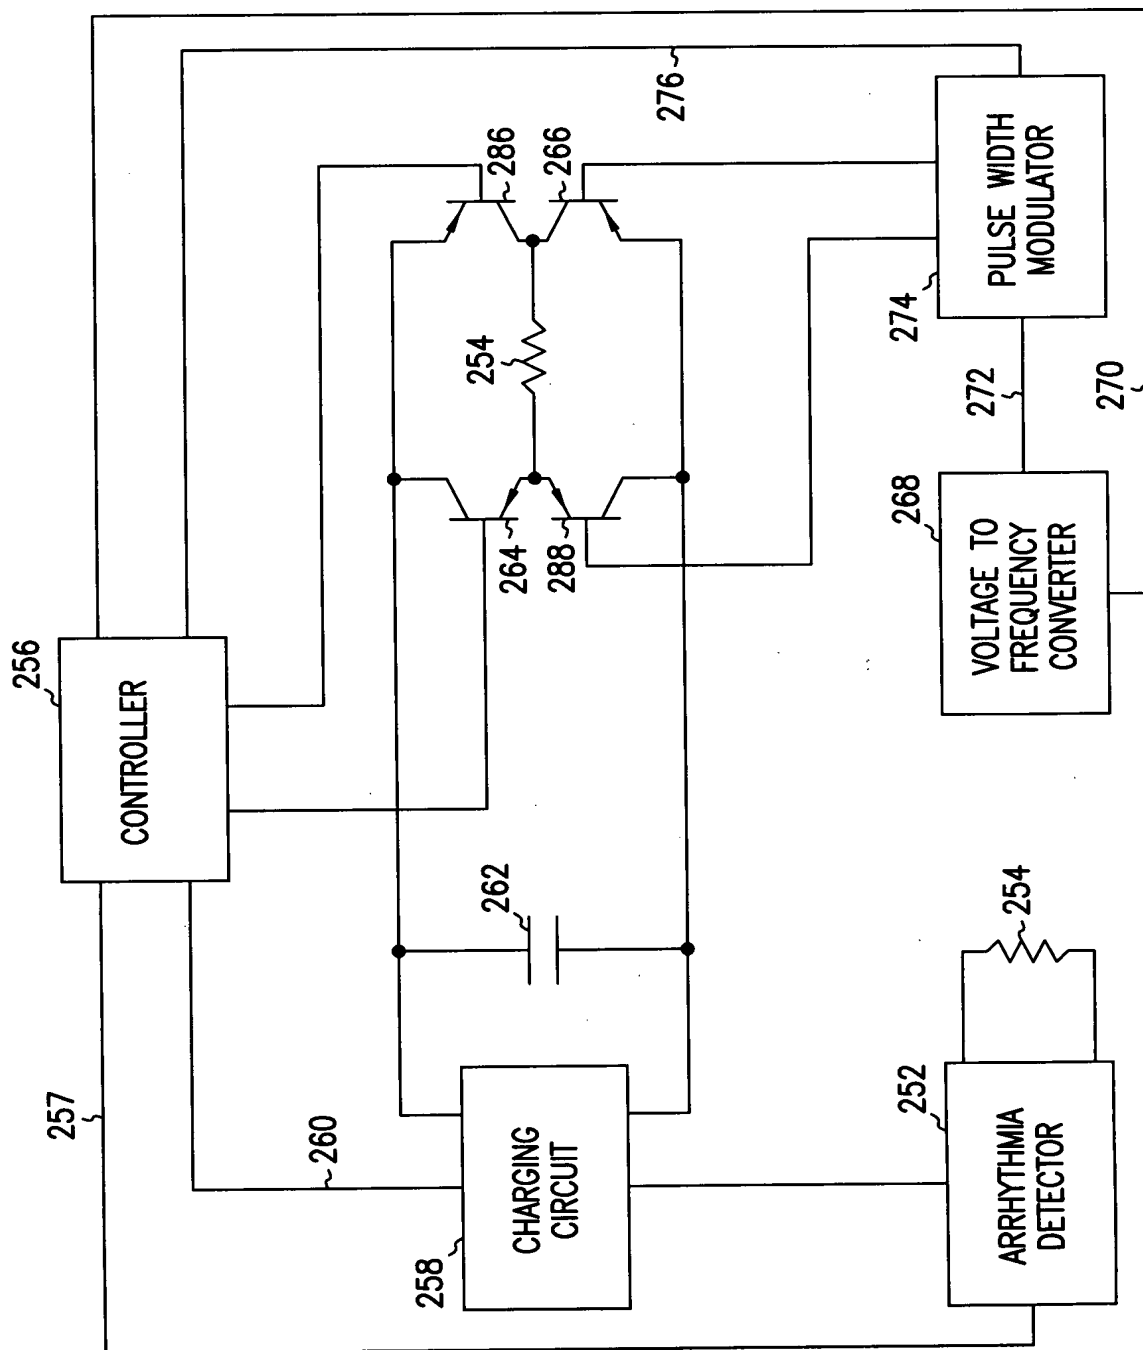 256
CONTROLLER
257
260
276
286
266
254
264
288
262
258
CHARGING
CIRCUIT
252
ARRHYTHMIA
DETECTOR
254
268
VOLTAGE TO
FREQUENCY
CONVERTER
272
270
274
PULSE WIDTH
MODULATOR